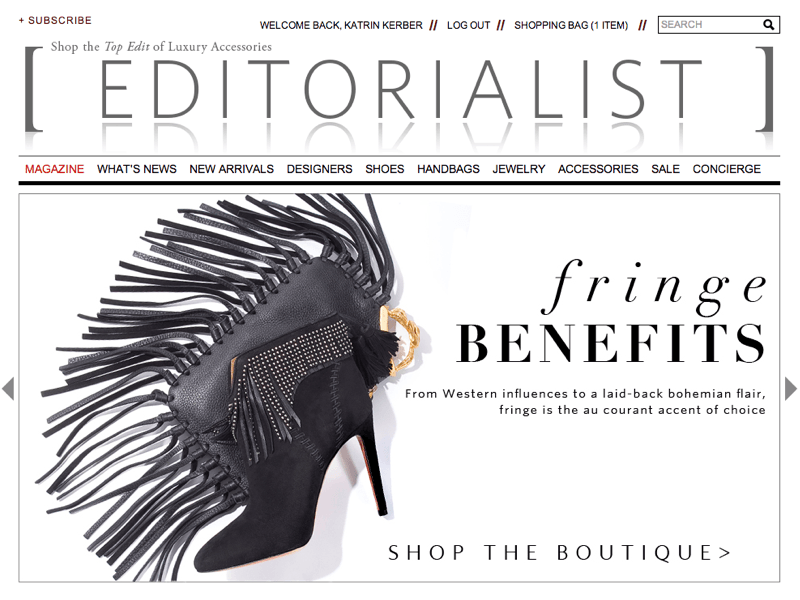 + SUBSCRIBE
WELCOME BACK, KATRIN KERBER // LOG OUT // SHOPPING BAG (1 ITEM) // SEARCH
Shop the Top Edit of Luxury Accessories
[ EDITORIALIST ]
MAGAZINE WHAT'S NEWS NEW ARRIVALS DESIGNERS SHOES HANDBAGS JEWELRY ACCESSORIES SALE CONCIERGE
fringe
BENEFITS
From Western influences to a laid-back bohemian flair,
fringe is the au courant accent of choice
SHOP THE BOUTIQUE>